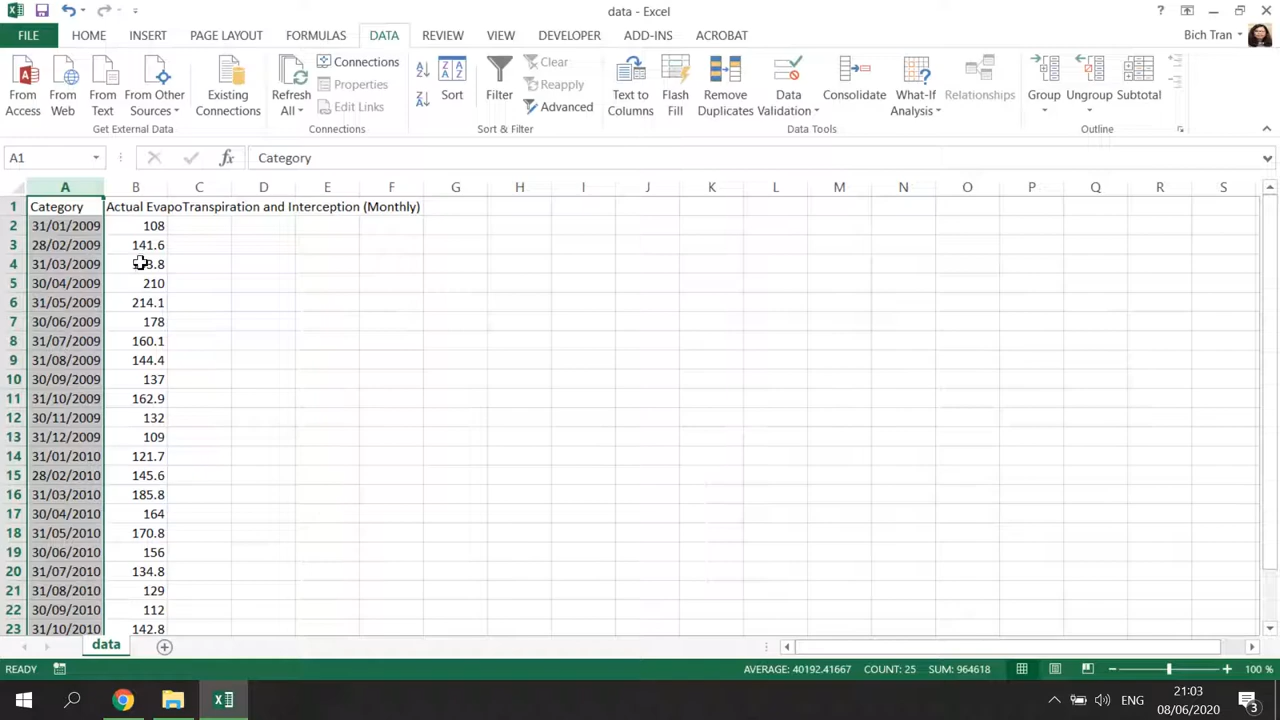 data - Excel
FILE HOME INSERT PAGE LAYOUT FORMULAS DATA REVIEW VIEW DEVELOPER ADD-INS ACROBAT Bich Tran
From Access From Web From Text From Other Sources Existing Connections Refresh All Connections Properties Edit Links Sort Filter Clear Reapply Advanced Text to Columns Flash Fill Remove Duplicates Data Validation Consolidate What-If Analysis Relationships Group Ungroup Subtotal
Get External Data Connections Sort & Filter Data Tools Outline
A1 fx Category
A B C D E F G H I J K L M N O P Q R S
1 Category Actual EvapoTranspiration and Interception (Monthly)
2 31/01/2009 108
3 28/02/2009 141.6
4 31/03/2009 3.8
5 30/04/2009 210
6 31/05/2009 214.1
7 30/06/2009 178
8 31/07/2009 160.1
9 31/08/2009 144.4
10 30/09/2009 137
11 31/10/2009 162.9
12 30/11/2009 132
13 31/12/2009 109
14 31/01/2010 121.7
15 28/02/2010 145.6
16 31/03/2010 185.8
17 30/04/2010 164
18 31/05/2010 170.8
19 30/06/2010 156
20 31/07/2010 134.8
21 31/08/2010 129
22 30/09/2010 112
23 31/10/2010 142.8
data
READY AVERAGE: 40192.41667 COUNT: 25 SUM: 964618 100 %
ENG 21:03
08/06/2020 3